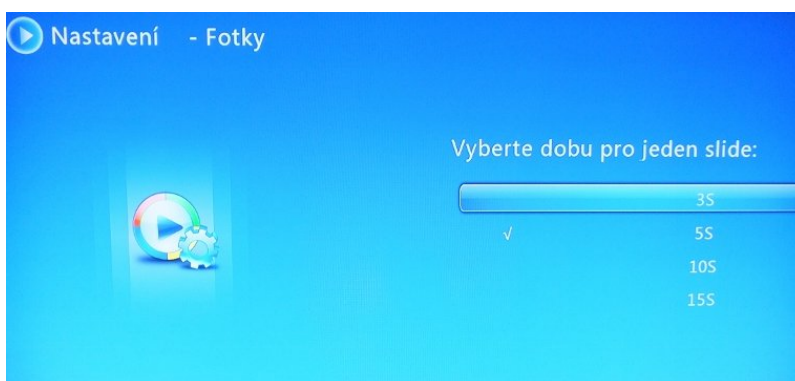 Nastavení - Fotky
Vyberte dobu pro jeden slide:
3S
√ 5S
10S
15S